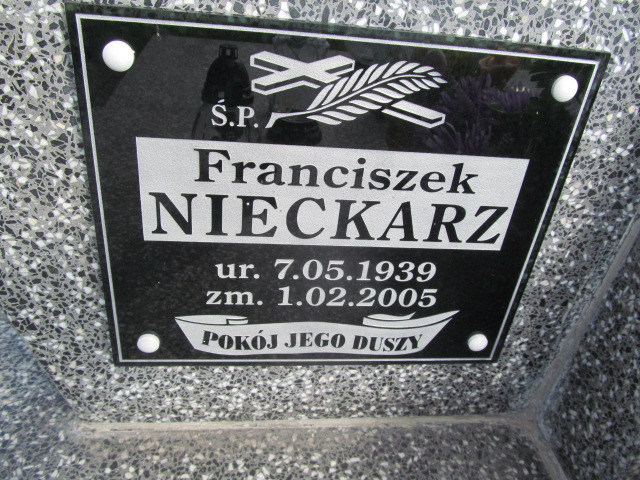 Ś.P.
Franciszek
NIECKARZ
ur. 7.05.1939
zm. 1.02.2005
POKÓJ JEGO DUSZY